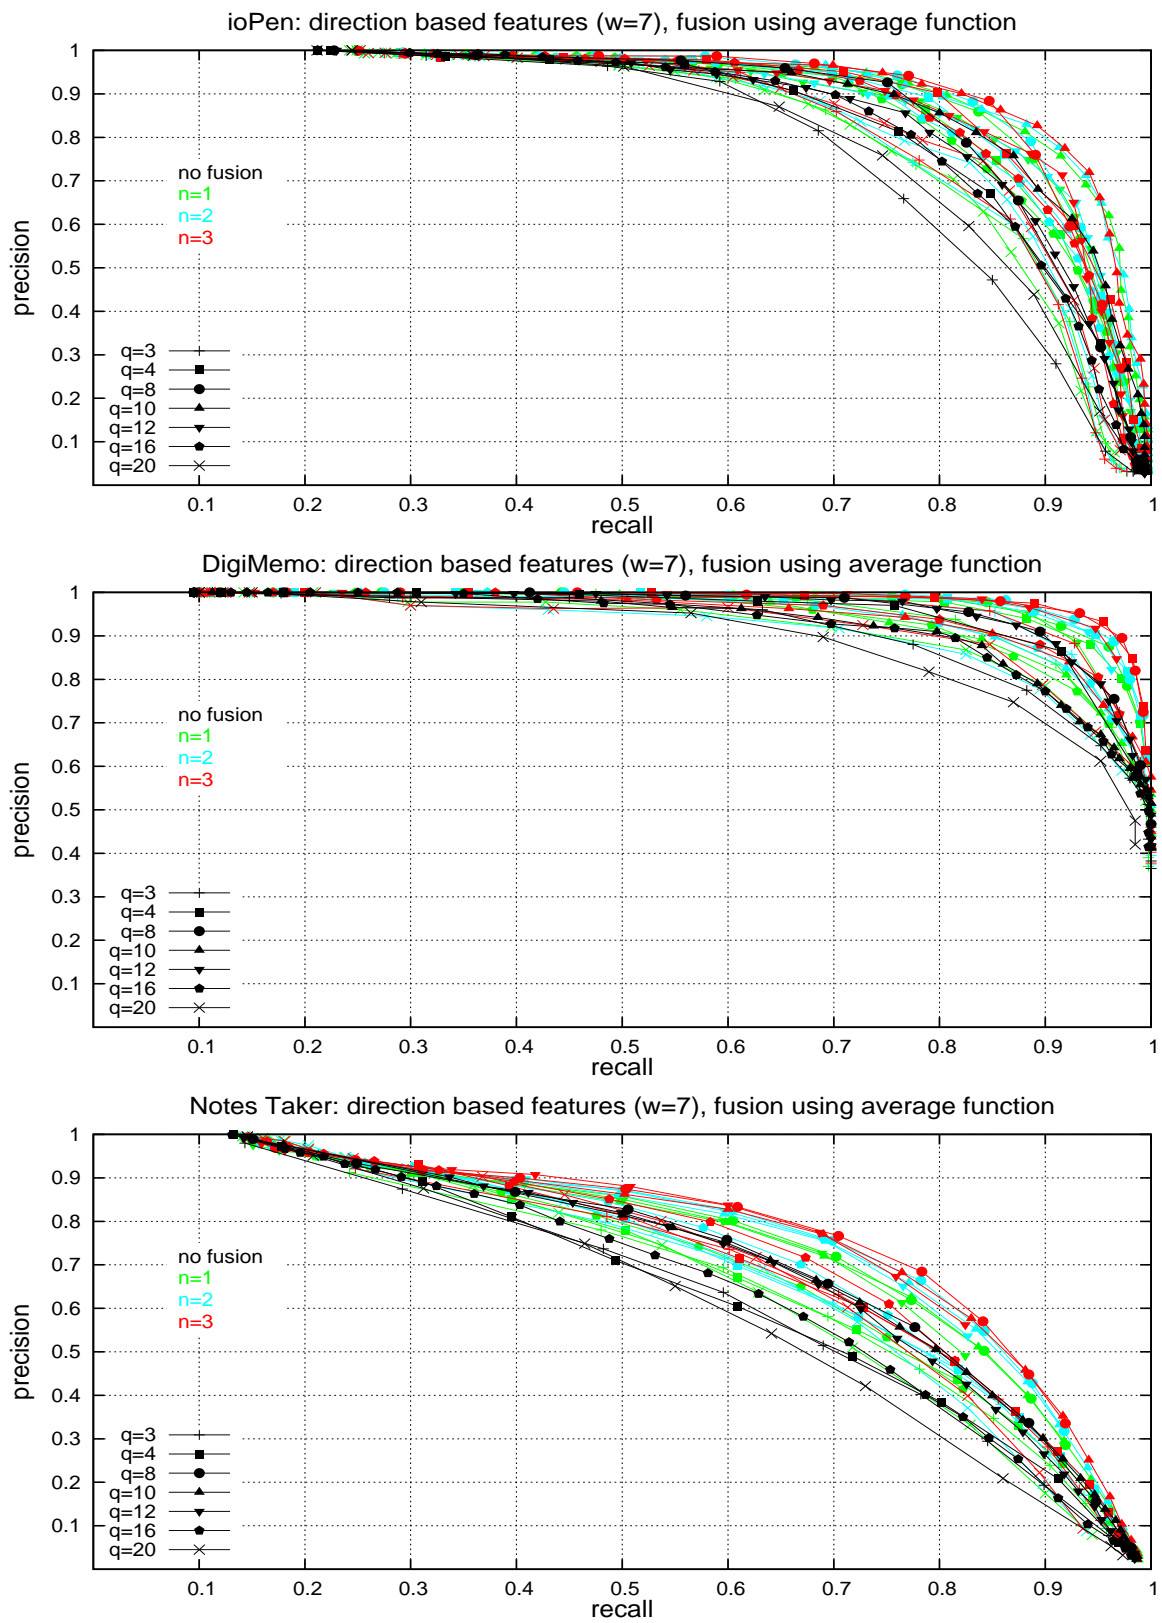 ioPen: direction based features (w=7), fusion using average function
precision
1
0.9
0.8
0.7
0.6
0.5
0.4
0.3
0.2
0.1
no fusion
n=1
n=2
n=3
q=3
q=4
q=8
q=10
q=12
q=16
q=20
0.1 0.2 0.3 0.4 0.5 0.6 0.7 0.8 0.9 1
recall
DigiMemo: direction based features (w=7), fusion using average function
precision
1
0.9
0.8
0.7
0.6
0.5
0.4
0.3
0.2
0.1
no fusion
n=1
n=2
n=3
q=3
q=4
q=8
q=10
q=12
q=16
q=20
0.1 0.2 0.3 0.4 0.5 0.6 0.7 0.8 0.9 1
recall
Notes Taker: direction based features (w=7), fusion using average function
precision
1
0.9
0.8
0.7
0.6
0.5
0.4
0.3
0.2
0.1
no fusion
n=1
n=2
n=3
q=3
q=4
q=8
q=10
q=12
q=16
q=20
0.1 0.2 0.3 0.4 0.5 0.6 0.7 0.8 0.9 1
recall